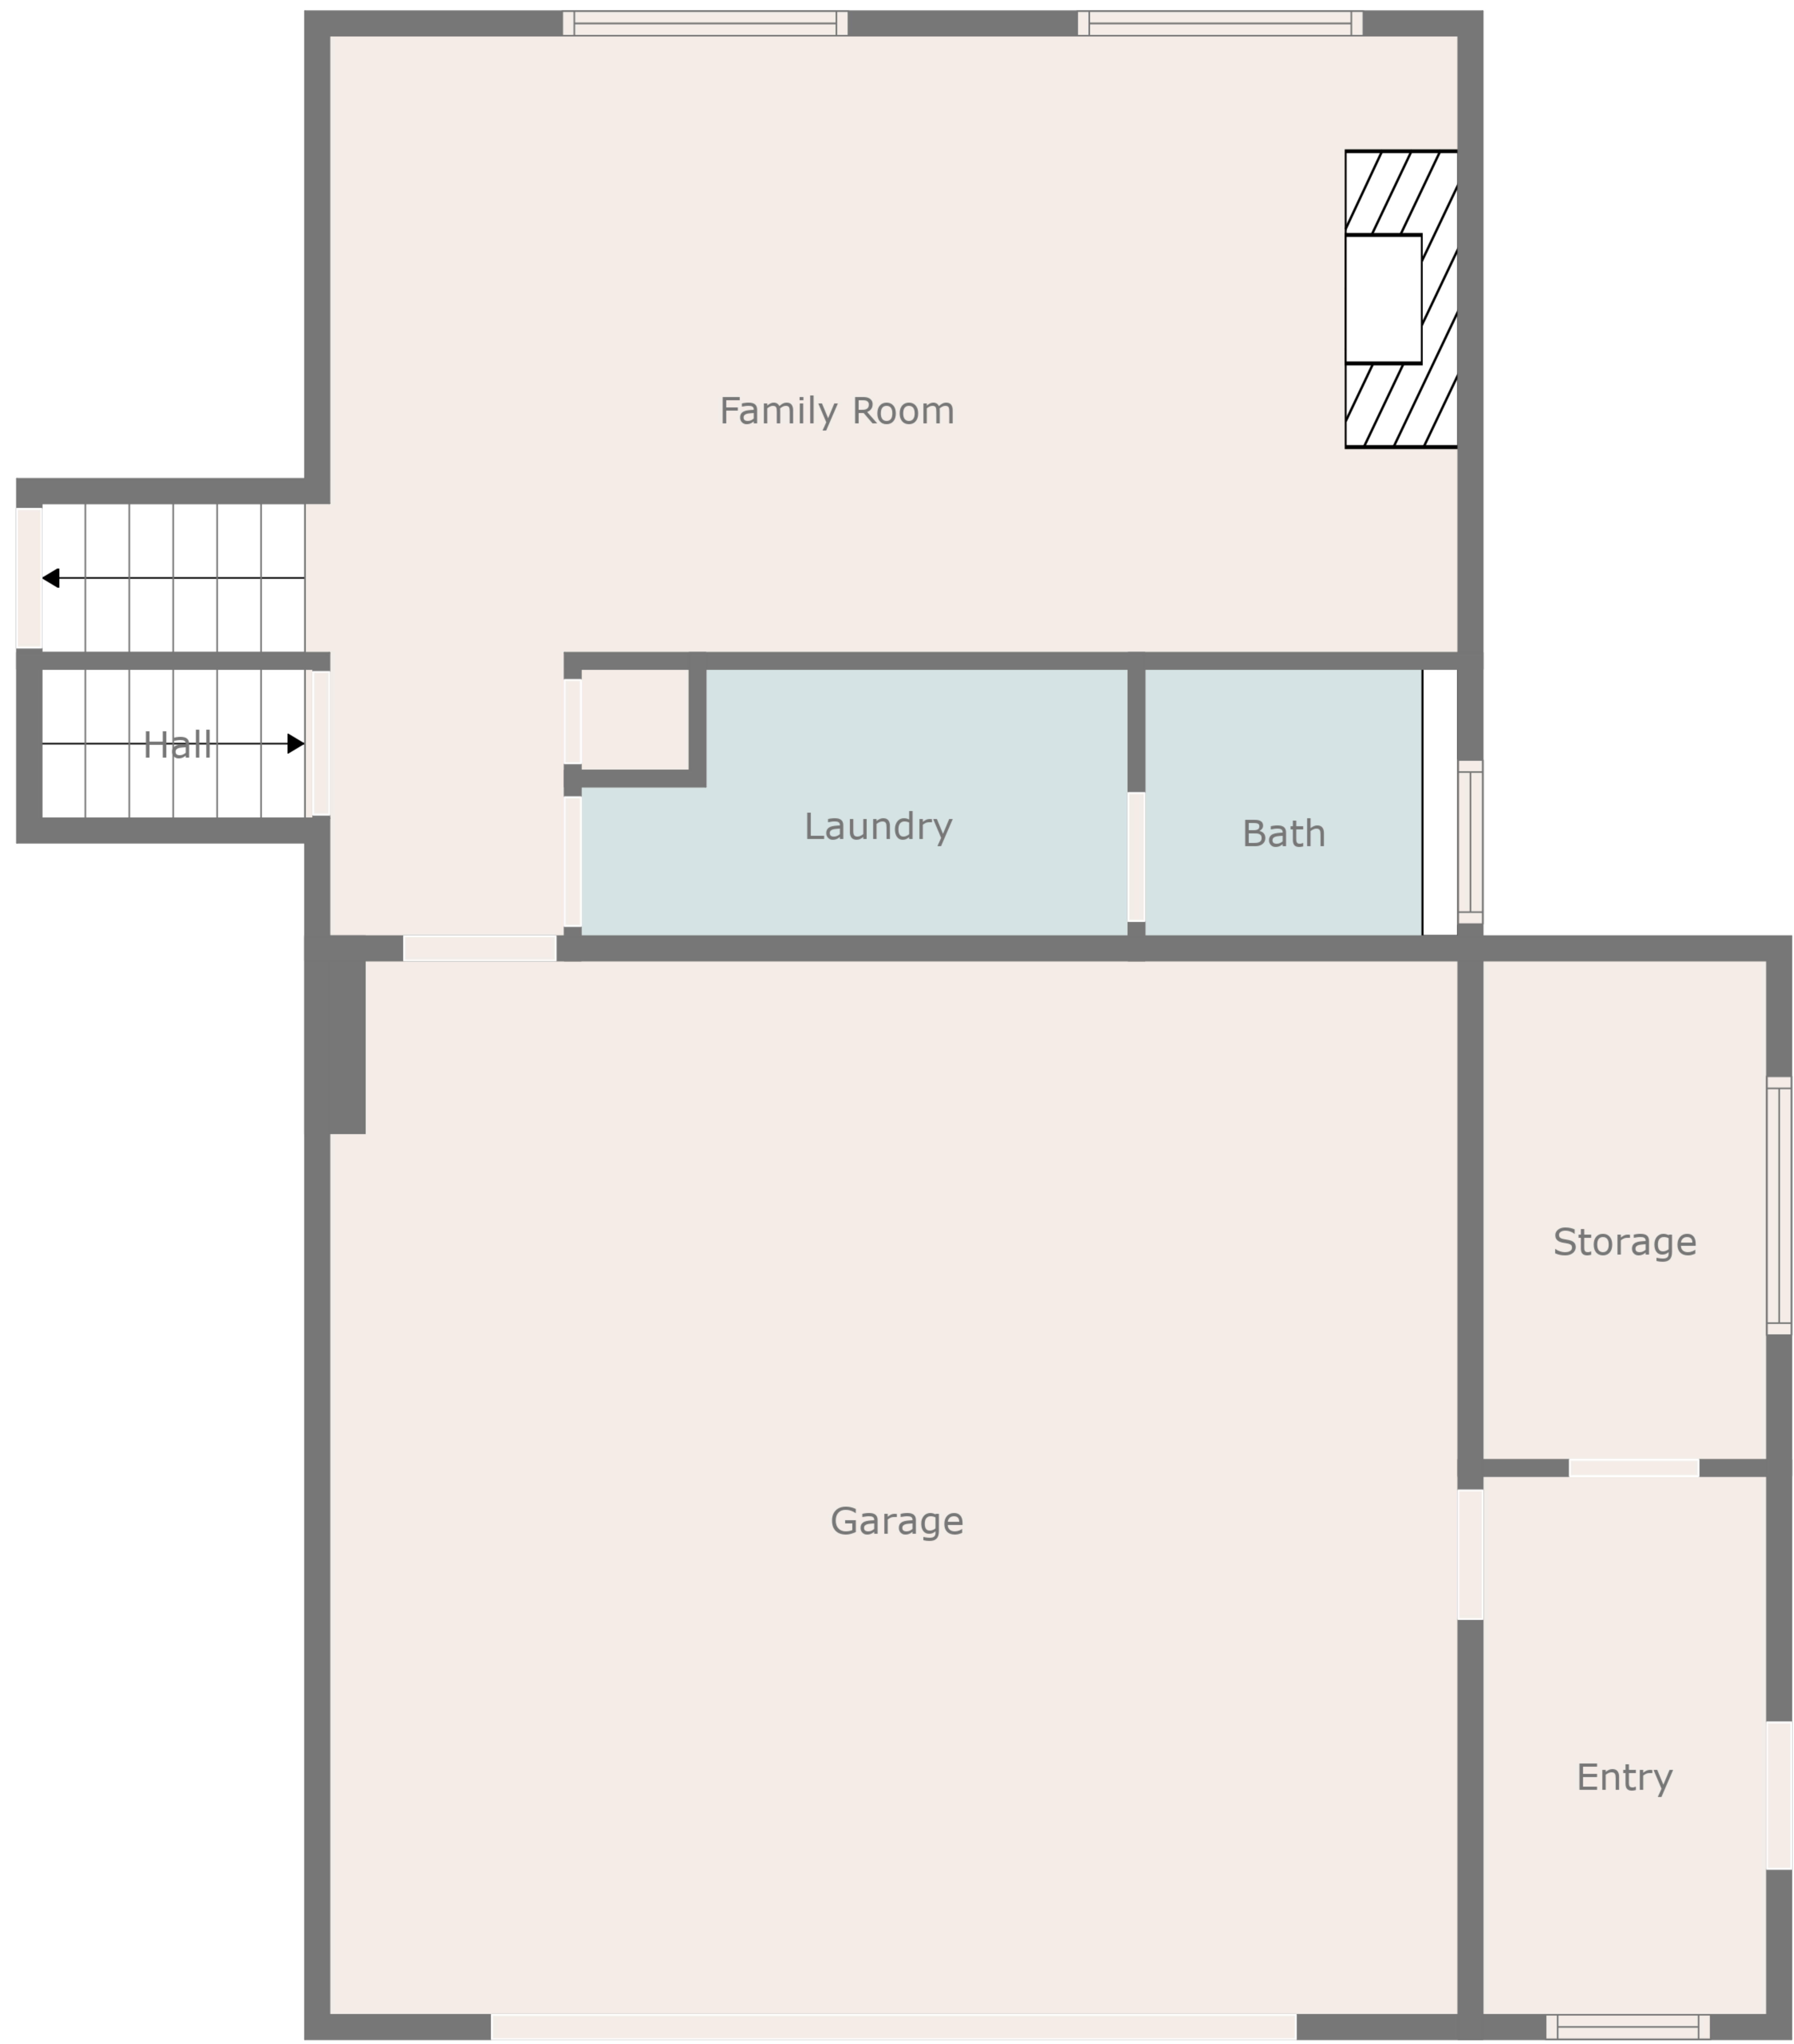 Family Room
Hall
Laundry
Bath
Storage
Garage
Entry